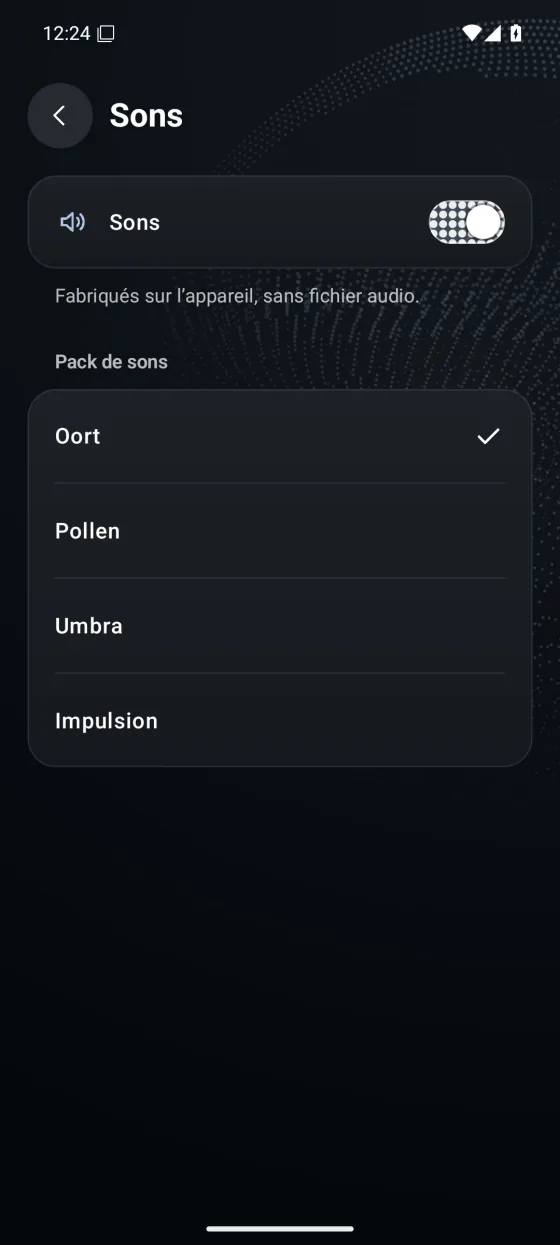 12:24
Sons
Sons
Fabriqués sur l’appareil, sans fichier audio.
Pack de sons
Oort
Pollen
Umbra
Impulsion